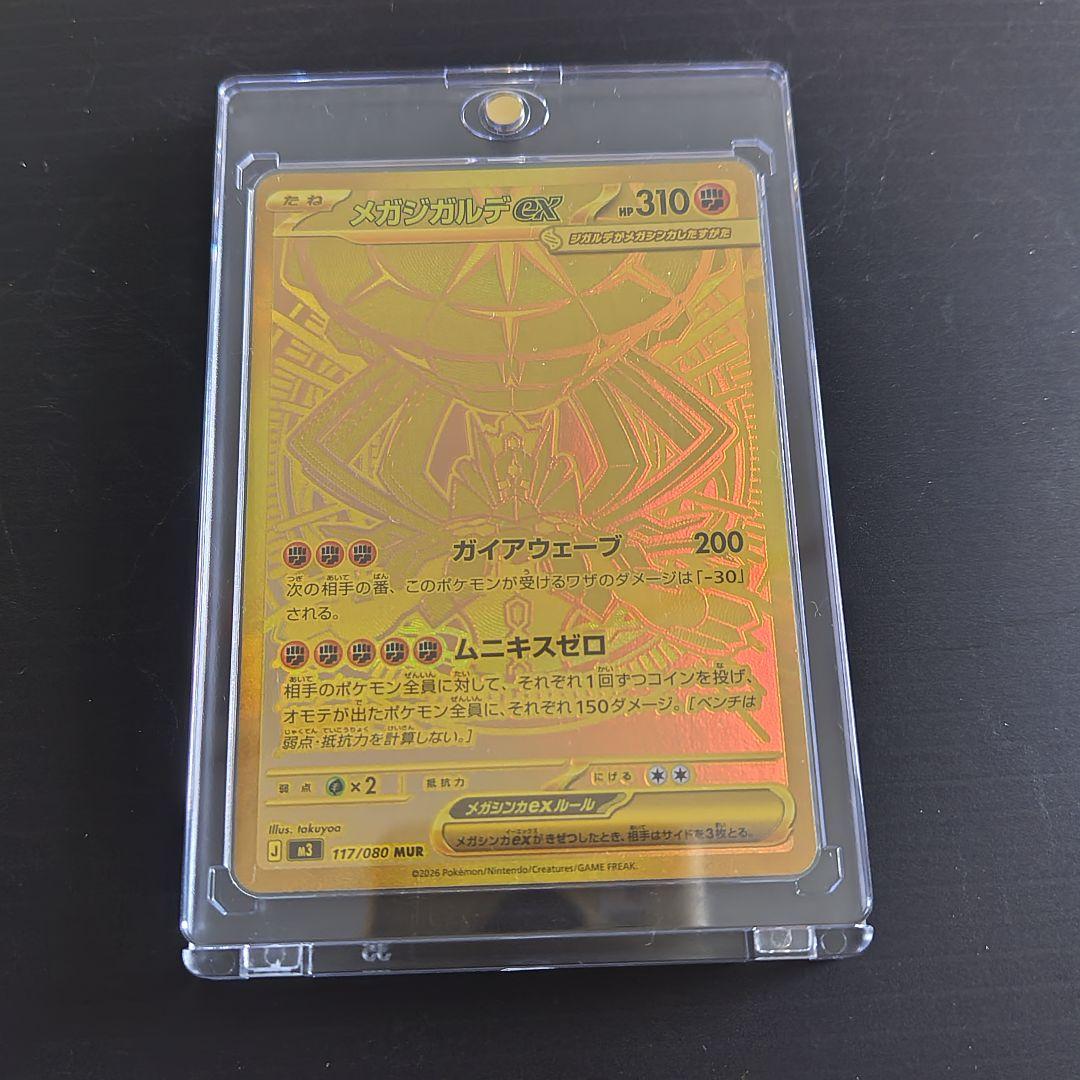 たね
メガジガルデex
HP310
ジガルデがメガシンカしたすがた
ガイアウェーブ 200
次の相手の番、このポケモンが受けるワザのダメージは「-30」
される。
ムニキスゼロ
相手のポケモン全員に対して、それぞれ1回ずつコインを投げ、
オモテが出たポケモン全員に、それぞれ150ダメージ。[ベンチは
弱点・抵抗力を計算しない。]
弱点 ×2 抵抗力 にげる
メガシンカexルール
メガシンカexがきぜつしたとき、相手はサイドを3枚とる。
Illus. takuyoa
J M3 117/080 MUR
©2026 Pokémon/Nintendo/Creatures/GAME FREAK.